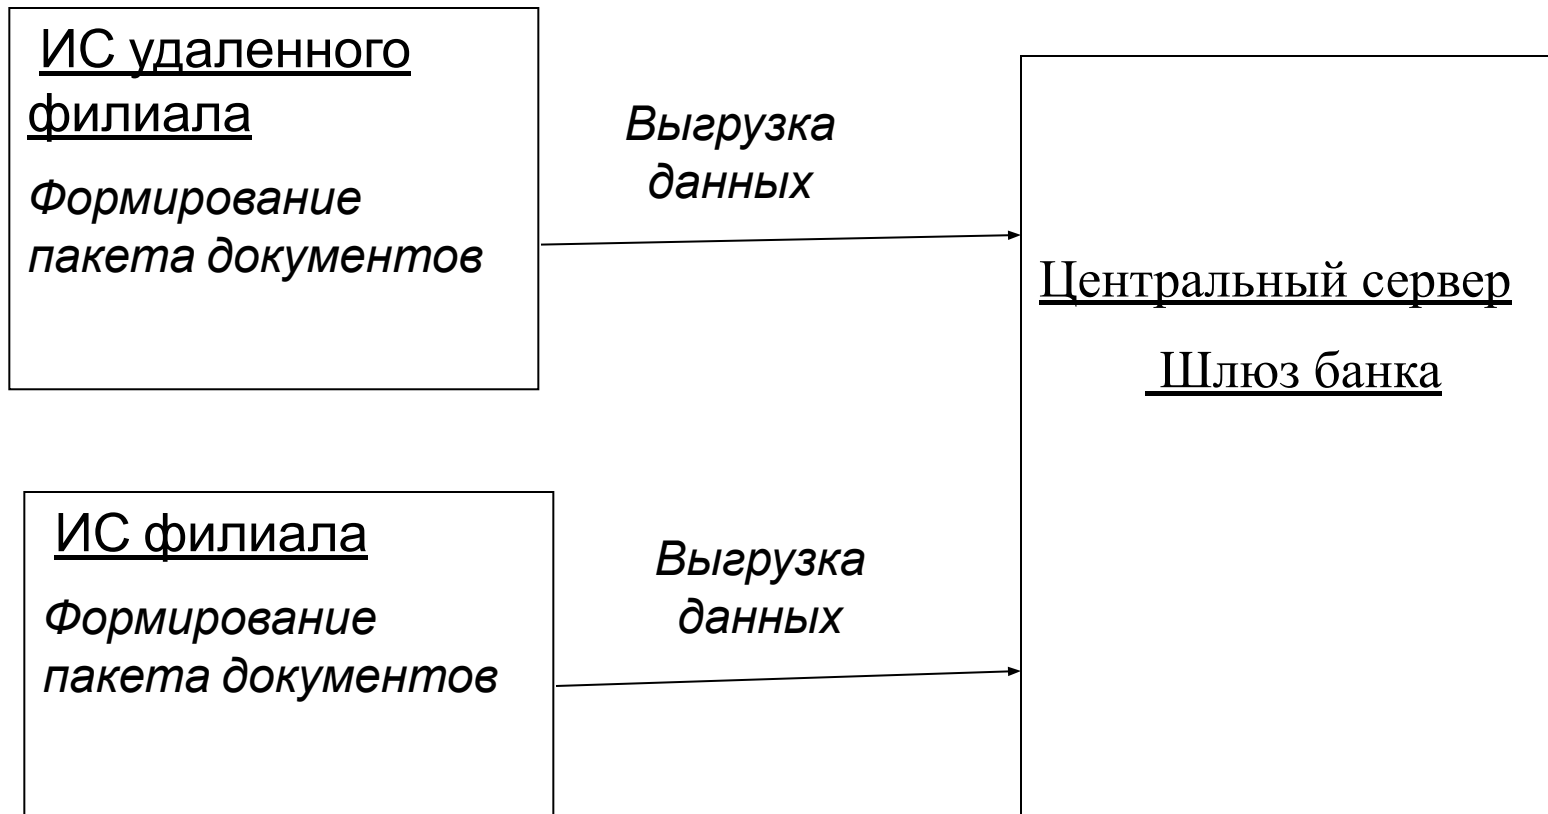 ИС удаленного
филиала
Формирование
пакета документов
Выгрузка
данных
Центральный сервер
Шлюз банка
ИС филиала
Формирование
пакета документов
Выгрузка
данных